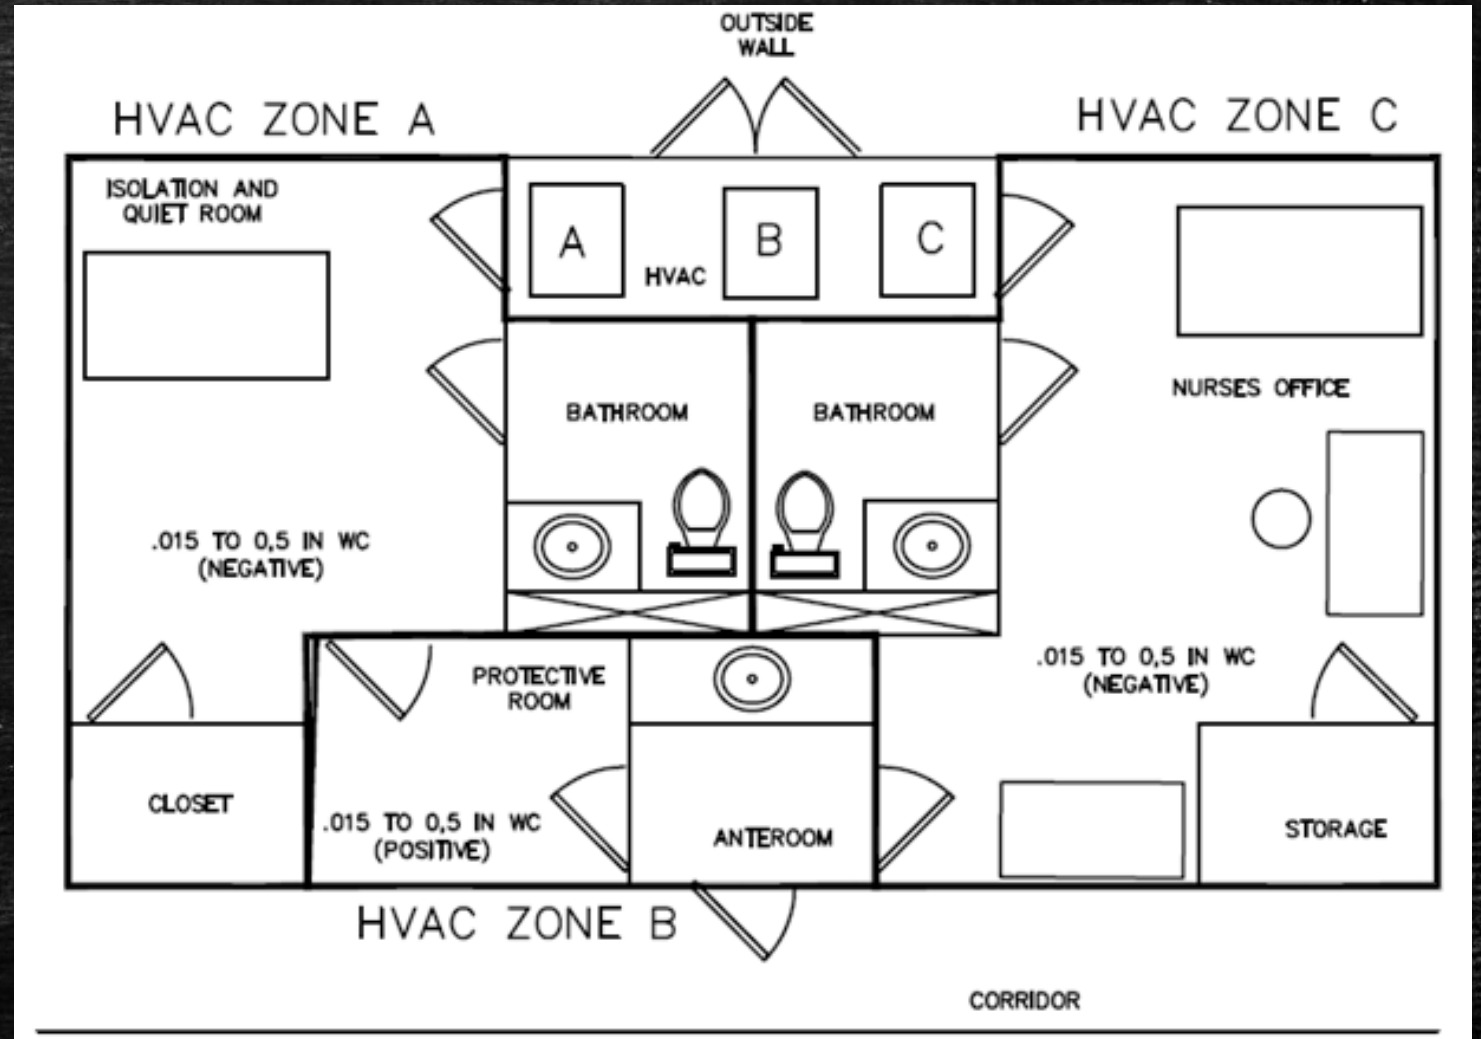 OUTSIDE
WALL
HVAC ZONE A
HVAC ZONE C
ISOLATION AND
QUIET ROOM
A
B
C
HVAC
NURSES OFFICE
BATHROOM
BATHROOM
.015 TO 0,5 IN WC
(NEGATIVE)
.015 TO 0,5 IN WC
(NEGATIVE)
PROTECTIVE
ROOM
CLOSET
.015 TO 0,5 IN WC
(POSITIVE)
ANTEROOM
STORAGE
HVAC ZONE B
CORRIDOR